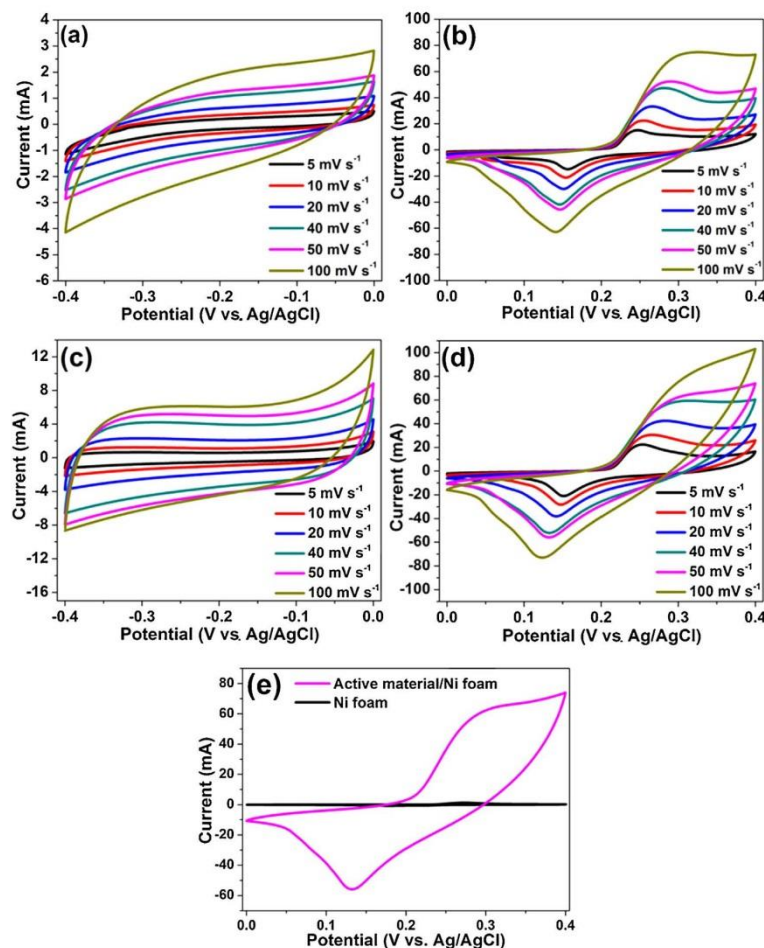 (a)
Current (mA)
4
3
2
1
0
-1
-2
-3
-4
-5
-6
5 mV s⁻¹
10 mV s⁻¹
20 mV s⁻¹
40 mV s⁻¹
50 mV s⁻¹
100 mV s⁻¹
-0.4 -0.3 -0.2 -0.1 0.0
Potential (V vs. Ag/AgCl)
(b)
Current (mA)
100
80
60
40
20
0
-20
-40
-60
-80
-100
5 mV s⁻¹
10 mV s⁻¹
20 mV s⁻¹
40 mV s⁻¹
50 mV s⁻¹
100 mV s⁻¹
0.0 0.1 0.2 0.3 0.4
Potential (V vs. Ag/AgCl)
(c)
Current (mA)
12
8
4
0
-4
-8
-12
-16
5 mV s⁻¹
10 mV s⁻¹
20 mV s⁻¹
40 mV s⁻¹
50 mV s⁻¹
100 mV s⁻¹
-0.4 -0.3 -0.2 -0.1 0.0
Potential (V vs. Ag/AgCl)
(d)
Current (mA)
100
80
60
40
20
0
-20
-40
-60
-80
-100
5 mV s⁻¹
10 mV s⁻¹
20 mV s⁻¹
40 mV s⁻¹
50 mV s⁻¹
100 mV s⁻¹
0.0 0.1 0.2 0.3 0.4
Potential (V vs. Ag/AgCl)
(e)
Active material/Ni foam
Ni foam
Current (mA)
80
60
40
20
0
-20
-40
-60
0.0 0.1 0.2 0.3 0.4
Potential (V vs. Ag/AgCl)